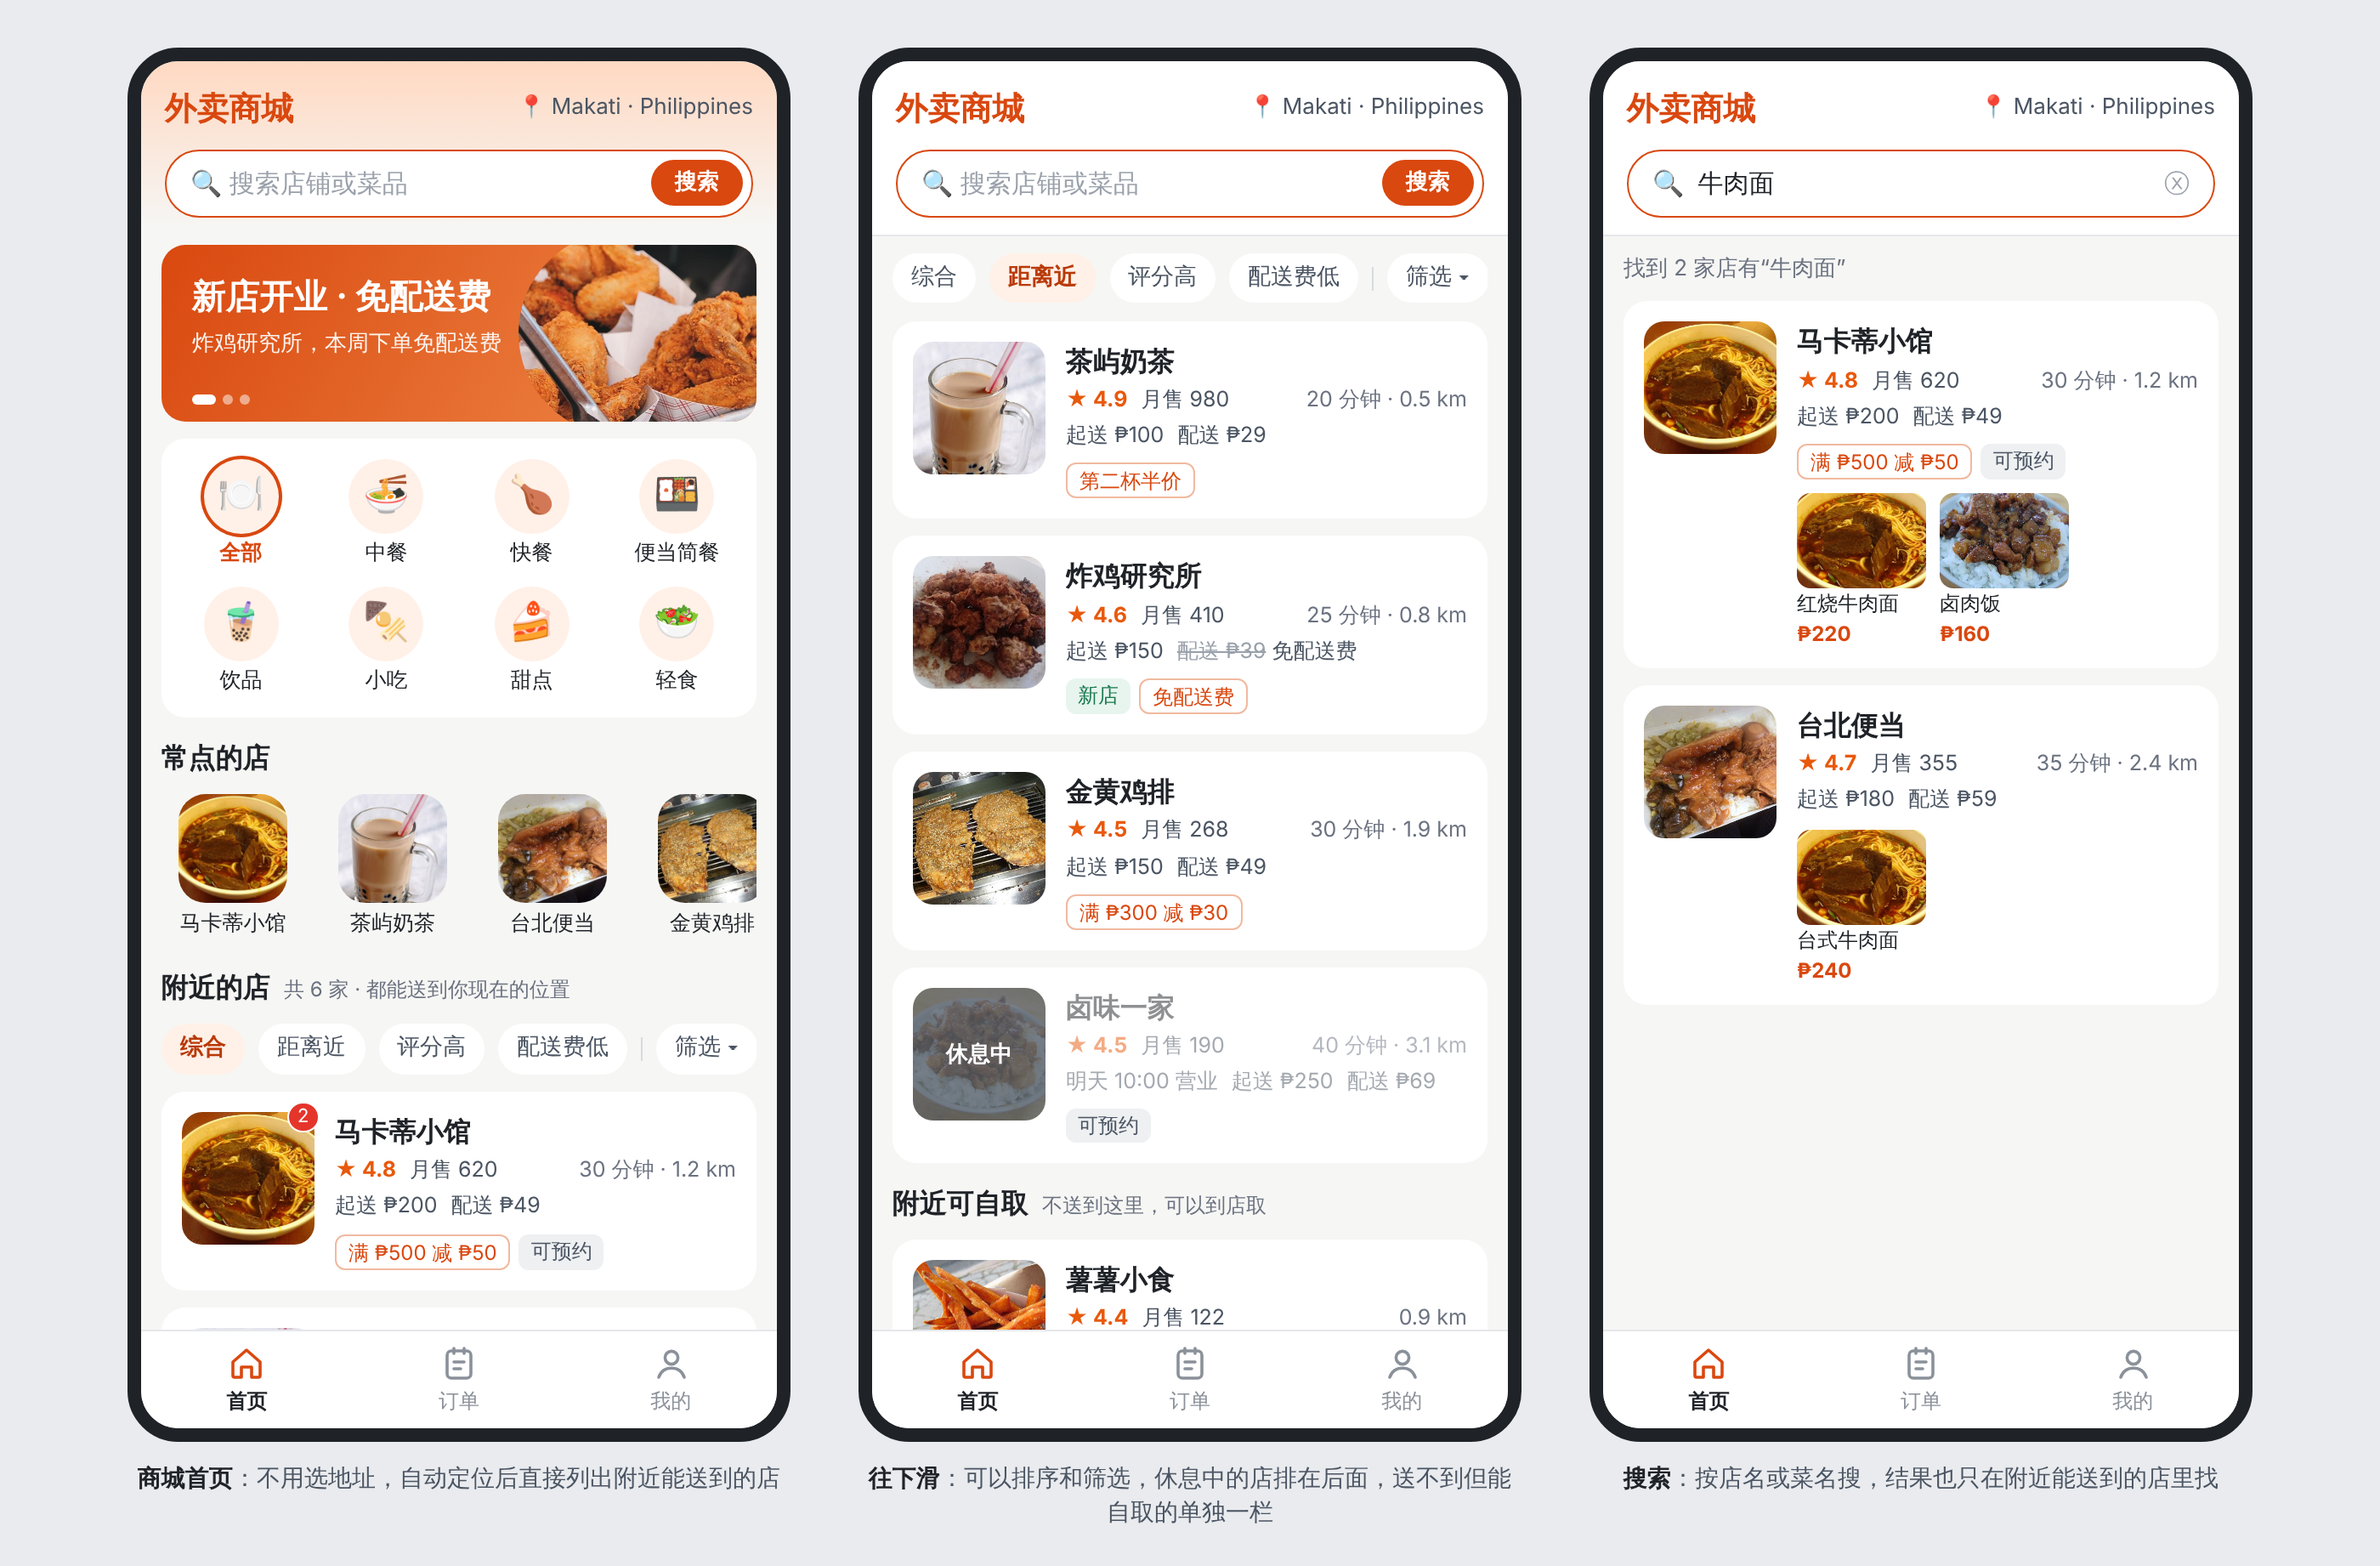 外卖商城
📍 Makati · Philippines
🔍 搜索店铺或菜品
搜索
新店开业 · 免配送费
炸鸡研究所，本周下单免配送费
全部
中餐
快餐
便当简餐
饮品
小吃
甜点
轻食
常点的店
马卡蒂小馆
茶屿奶茶
台北便当
金黄鸡排
附近的店 共 6 家 · 都能送到你现在的位置
综合
距离近
评分高
配送费低
筛选
2
马卡蒂小馆
★ 4.8 月售 620 30 分钟 · 1.2 km
起送 ₱200 配送 ₱49
满 ₱500 减 ₱50 可预约
首页
订单
我的
商城首页：不用选地址，自动定位后直接列出附近能送到的店
外卖商城
📍 Makati · Philippines
🔍 搜索店铺或菜品
搜索
综合
距离近
评分高
配送费低
筛选
茶屿奶茶
★ 4.9 月售 980 20 分钟 · 0.5 km
起送 ₱100 配送 ₱29
第二杯半价
炸鸡研究所
★ 4.6 月售 410 25 分钟 · 0.8 km
起送 ₱150 配送 ₱39 免配送费
新店 免配送费
金黄鸡排
★ 4.5 月售 268 30 分钟 · 1.9 km
起送 ₱150 配送 ₱49
满 ₱300 减 ₱30
休息中
卤味一家
★ 4.5 月售 190 40 分钟 · 3.1 km
明天 10:00 营业 起送 ₱250 配送 ₱69
可预约
附近可自取 不送到这里，可以到店取
薯薯小食
★ 4.4 月售 122 0.9 km
首页
订单
我的
往下滑：可以排序和筛选，休息中的店排在后面，送不到但能
自取的单独一栏
外卖商城
📍 Makati · Philippines
🔍 牛肉面
找到 2 家店有“牛肉面”
马卡蒂小馆
★ 4.8 月售 620 30 分钟 · 1.2 km
起送 ₱200 配送 ₱49
满 ₱500 减 ₱50 可预约
红烧牛肉面
₱220
卤肉饭
₱160
台北便当
★ 4.7 月售 355 35 分钟 · 2.4 km
起送 ₱180 配送 ₱59
台式牛肉面
₱240
首页
订单
我的
搜索：按店名或菜名搜，结果也只在附近能送到的店里找